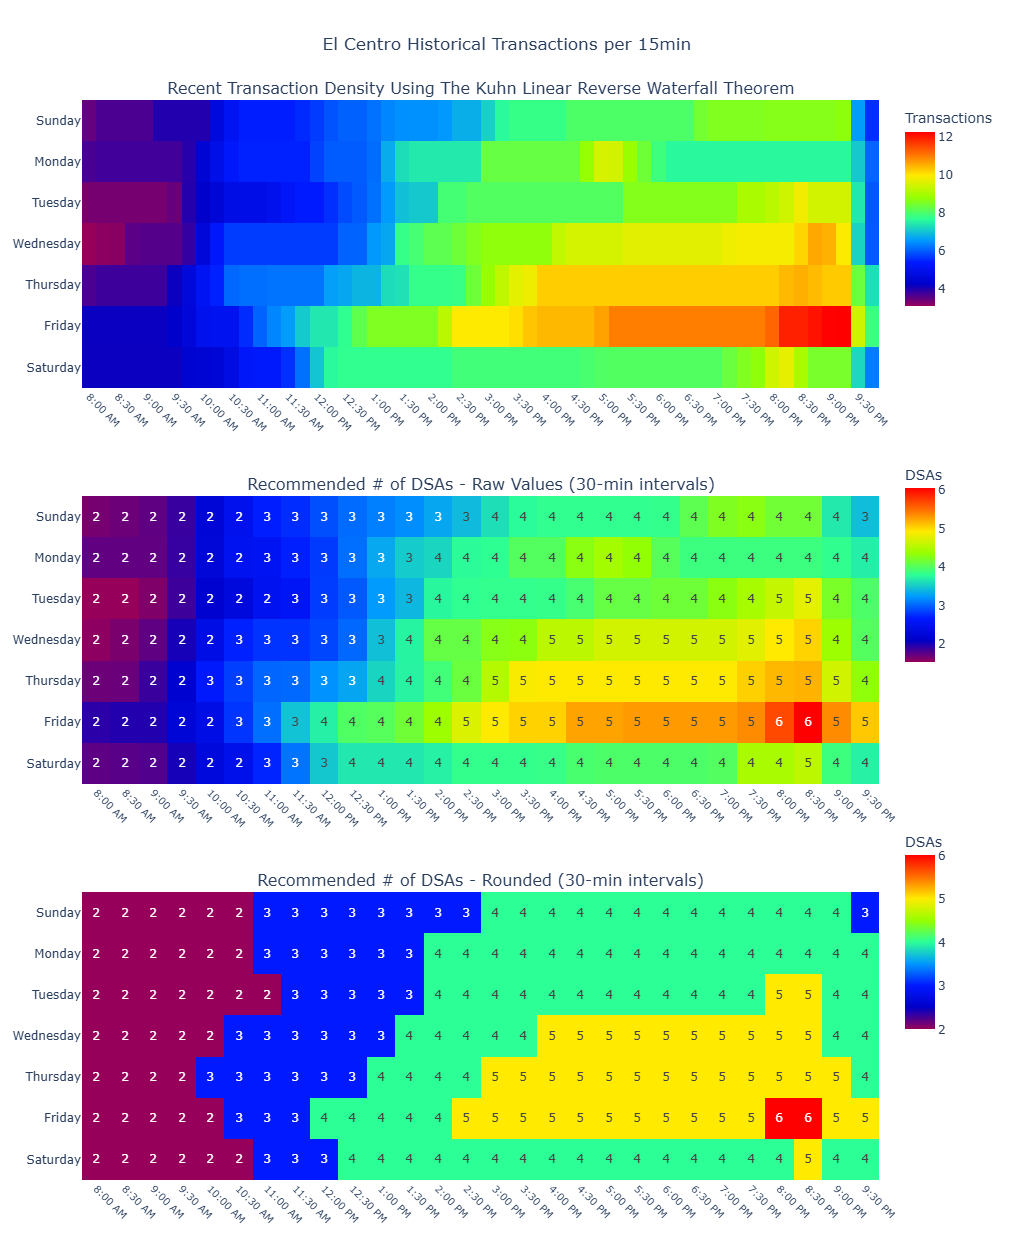 El Centro Historical Transactions per 15min
Recent Transaction Density Using The Kuhn Linear Reverse Waterfall Theorem
Transactions
Sunday
Monday
Tuesday
Wednesday
Thursday
Friday
Saturday
12
10
8
6
4
8:00 AM 8:30 AM 9:00 AM 9:30 AM 10:00 AM 10:30 AM 11:00 AM 11:30 AM 12:00 PM 12:30 PM 1:00 PM 1:30 PM 2:00 PM 2:30 PM 3:00 PM 3:30 PM 4:00 PM 4:30 PM 5:00 PM 5:30 PM 6:00 PM 6:30 PM 7:00 PM 7:30 PM 8:00 PM 8:30 PM 9:00 PM 9:30 PM
Recommended # of DSAs - Raw Values (30-min intervals)
DSAs
Sunday 2 2 2 2 2 2 3 3 3 3 3 3 3 3 4 4 4 4 4 4 4 4 4 4 4 4 4 3
Monday 2 2 2 2 2 2 3 3 3 3 3 3 4 4 4 4 4 4 4 4 4 4 4 4 4 4 4 4
Tuesday 2 2 2 2 2 2 2 3 3 3 3 3 4 4 4 4 4 4 4 4 4 4 4 4 5 5 4 4
Wednesday 2 2 2 2 2 3 3 3 3 3 3 4 4 4 4 4 5 5 5 5 5 5 5 5 5 5 4 4
Thursday 2 2 2 2 3 3 3 3 3 3 4 4 4 4 5 5 5 5 5 5 5 5 5 5 5 5 5 4
Friday 2 2 2 2 2 3 3 3 4 4 4 4 4 5 5 5 5 5 5 5 5 5 5 5 6 6 5 5
Saturday 2 2 2 2 2 2 3 3 3 4 4 4 4 4 4 4 4 4 4 4 4 4 4 4 4 5 4 4
6
5
4
3
2
8:00 AM 8:30 AM 9:00 AM 9:30 AM 10:00 AM 10:30 AM 11:00 AM 11:30 AM 12:00 PM 12:30 PM 1:00 PM 1:30 PM 2:00 PM 2:30 PM 3:00 PM 3:30 PM 4:00 PM 4:30 PM 5:00 PM 5:30 PM 6:00 PM 6:30 PM 7:00 PM 7:30 PM 8:00 PM 8:30 PM 9:00 PM 9:30 PM
Recommended # of DSAs - Rounded (30-min intervals)
DSAs
Sunday 2 2 2 2 2 2 3 3 3 3 3 3 3 3 4 4 4 4 4 4 4 4 4 4 4 4 4 3
Monday 2 2 2 2 2 2 3 3 3 3 3 3 4 4 4 4 4 4 4 4 4 4 4 4 4 4 4 4
Tuesday 2 2 2 2 2 2 2 3 3 3 3 3 4 4 4 4 4 4 4 4 4 4 4 4 5 5 4 4
Wednesday 2 2 2 2 2 3 3 3 3 3 3 4 4 4 4 4 5 5 5 5 5 5 5 5 5 5 4 4
Thursday 2 2 2 2 3 3 3 3 3 3 4 4 4 4 5 5 5 5 5 5 5 5 5 5 5 5 5 4
Friday 2 2 2 2 2 3 3 3 4 4 4 4 4 5 5 5 5 5 5 5 5 5 5 5 6 6 5 5
Saturday 2 2 2 2 2 2 3 3 3 4 4 4 4 4 4 4 4 4 4 4 4 4 4 4 4 5 4 4
6
5
4
3
2
8:00 AM 8:30 AM 9:00 AM 9:30 AM 10:00 AM 10:30 AM 11:00 AM 11:30 AM 12:00 PM 12:30 PM 1:00 PM 1:30 PM 2:00 PM 2:30 PM 3:00 PM 3:30 PM 4:00 PM 4:30 PM 5:00 PM 5:30 PM 6:00 PM 6:30 PM 7:00 PM 7:30 PM 8:00 PM 8:30 PM 9:00 PM 9:30 PM